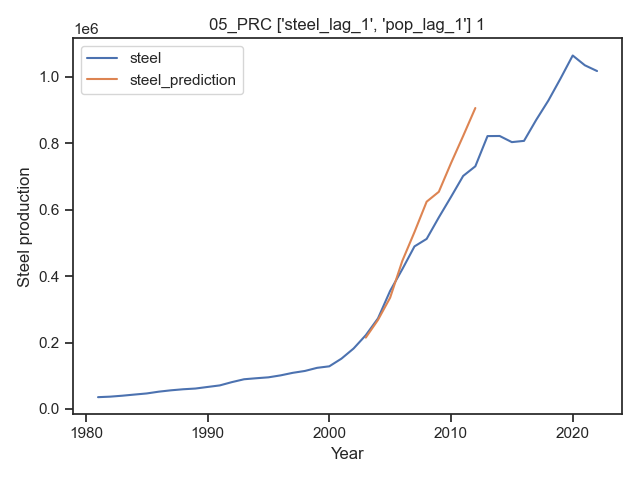 05_PRC ['steel_lag_1', 'pop_lag_1'] 1
1e6
steel
steel_prediction
1.0
0.8
0.6
0.4
0.2
0.0
Steel production
1980
1990
2000
2010
2020
Year